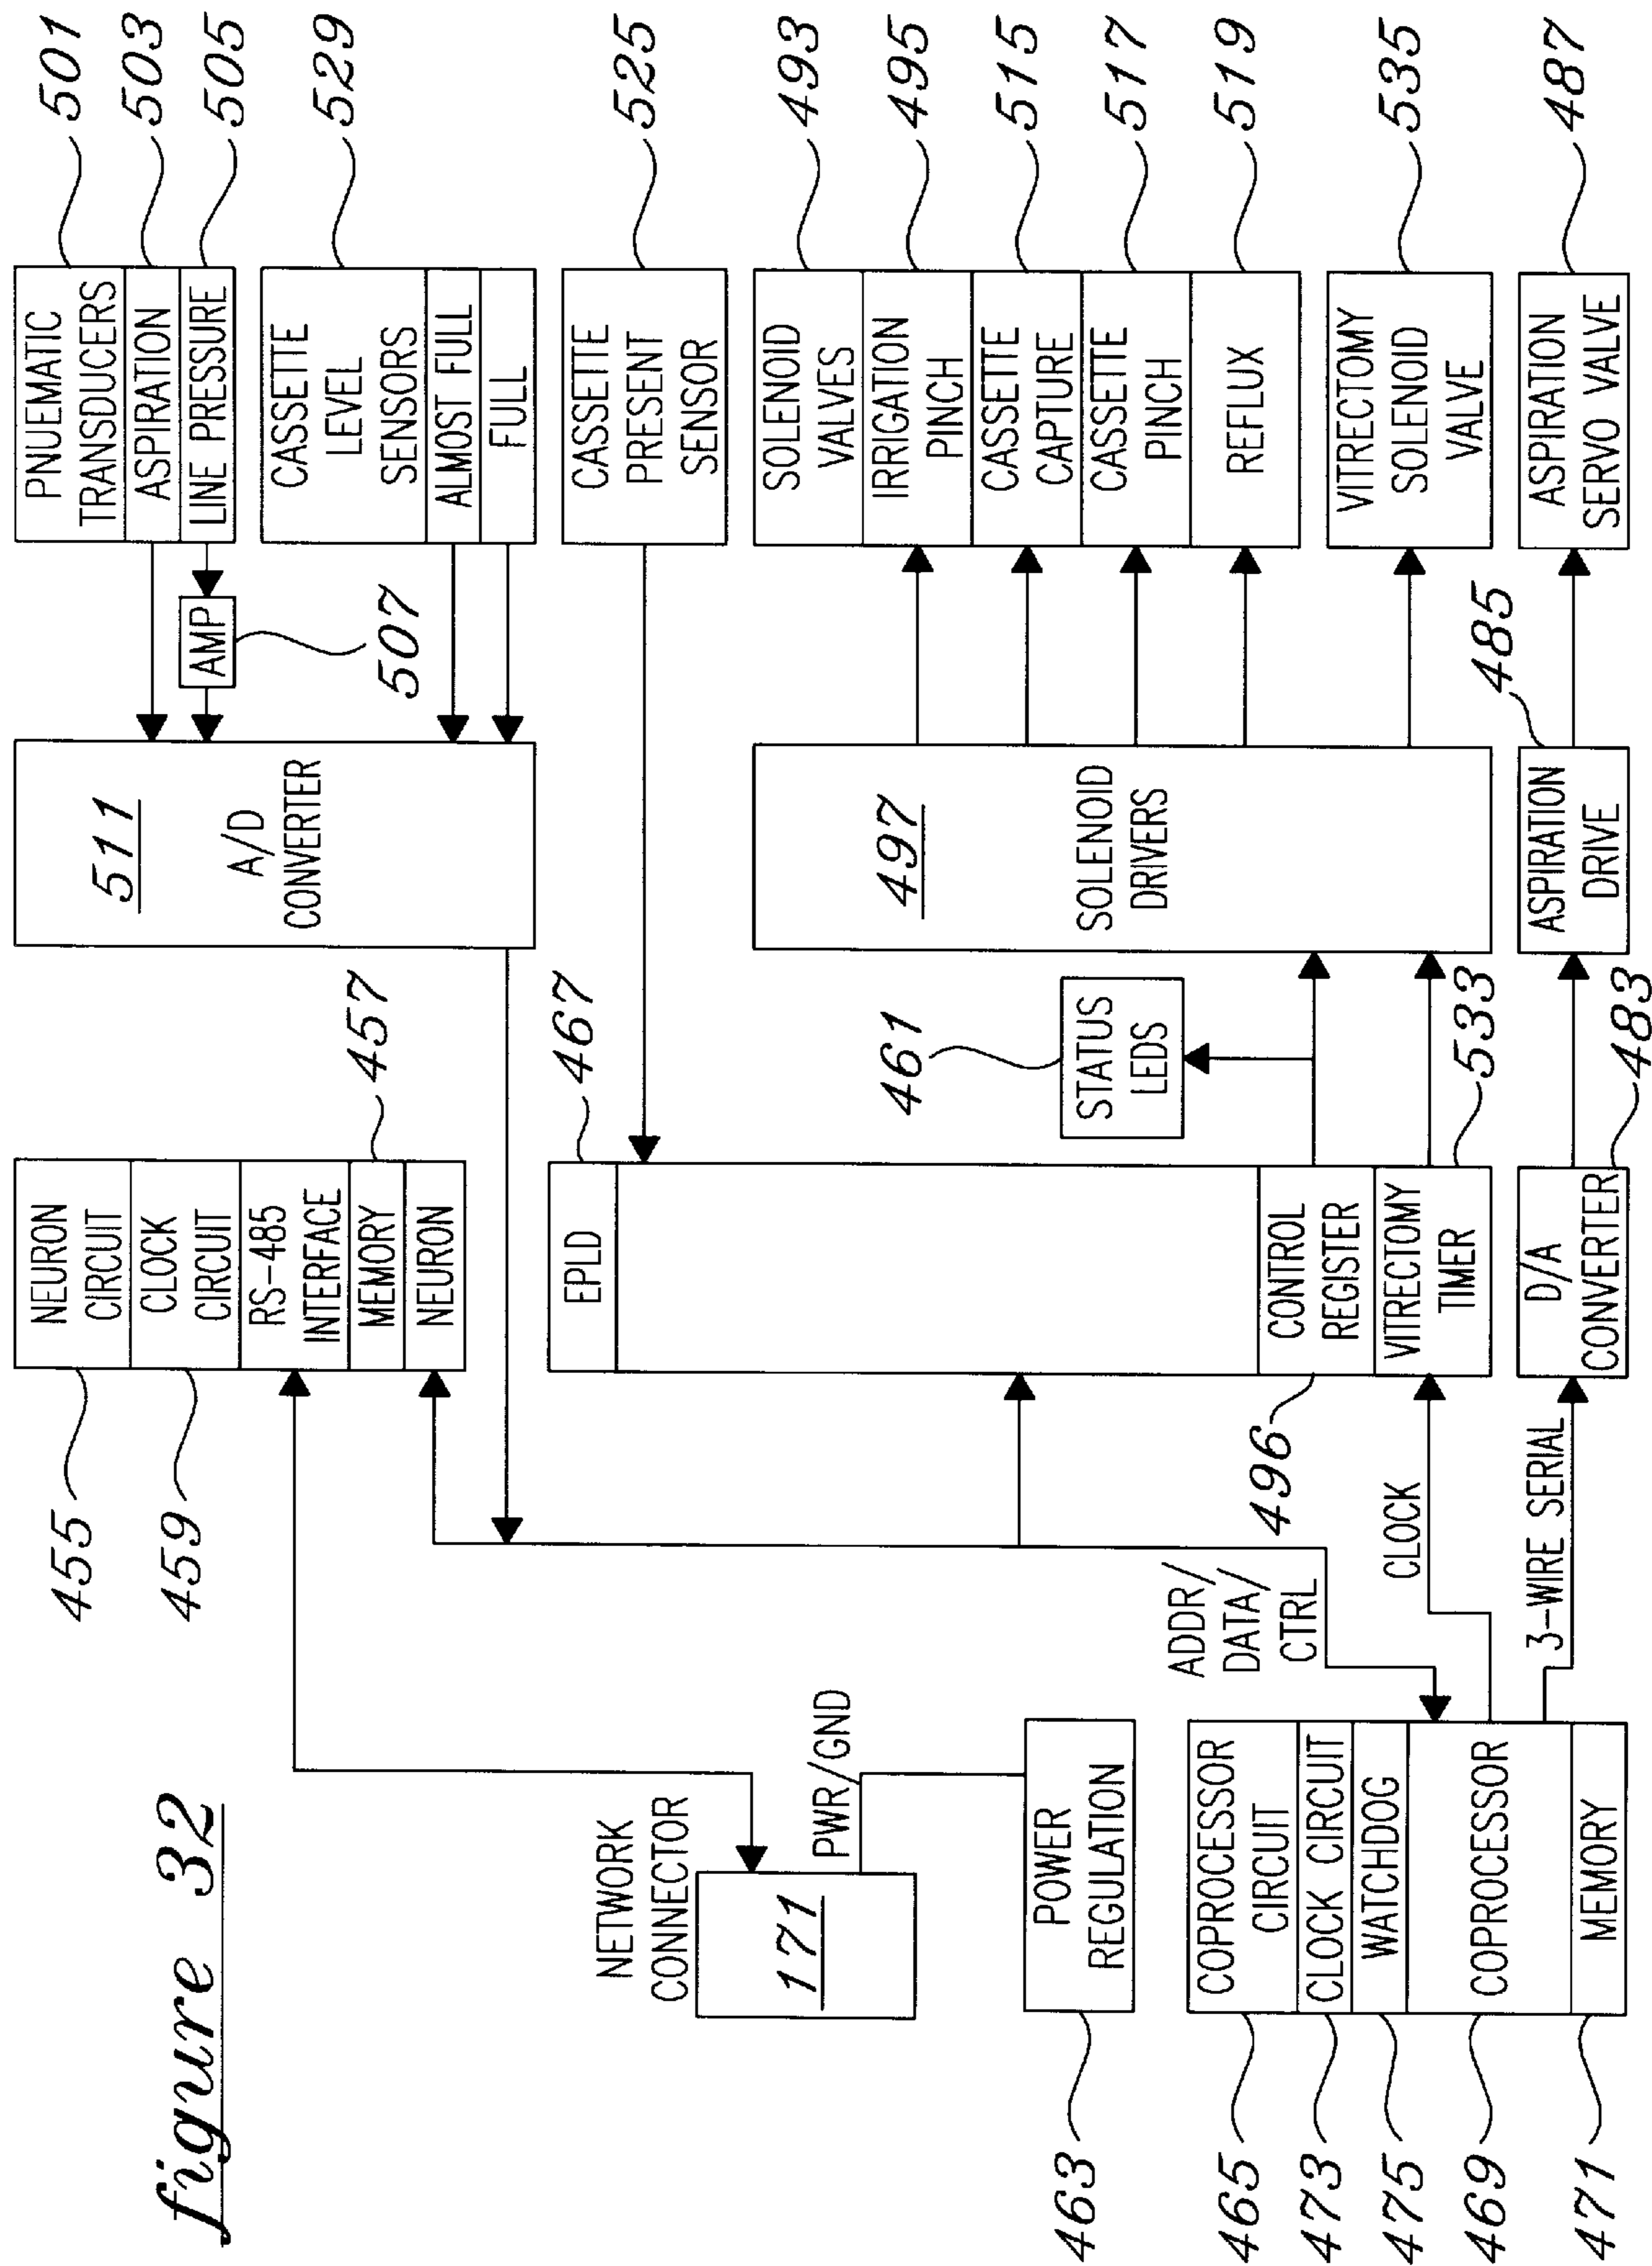 figure 32
NETWORK
CONNECTOR
171
PWR/GND
POWER
REGULATION
463
COPROCESSOR
CIRCUIT
CLOCK CIRCUIT
WATCHDOG
COPROCESSOR
MEMORY
465
473
475
469
471
ADDR/
DATA/
CTRL
CLOCK
3-WIRE SERIAL
455
459
NEURON
CIRCUIT
CLOCK
CIRCUIT
RS-485
INTERFACE
MEMORY
NEURON
457
467
EPLD
CONTROL
REGISTER
VITRECTOMY
TIMER
496
533
D/A
CONVERTER
483
461
STATUS
LEDS
511
A/D
CONVERTER
497
SOLENOID
DRIVERS
ASPIRATION
DRIVE
485
AMP
507
PNUEMATIC
TRANSDUCERS
ASPIRATION
LINE PRESSURE
501
503
505
CASSETTE
LEVEL
SENSORS
ALMOST FULL
FULL
529
CASSETTE
PRESENT
SENSOR
525
SOLENOID
VALVES
IRRIGATION
PINCH
CASSETTE
CAPTURE
CASSETTE
PINCH
REFLUX
493
495
515
517
519
VITRECTOMY
SOLENOID
VALVE
535
ASPIRATION
SERVO VALVE
487